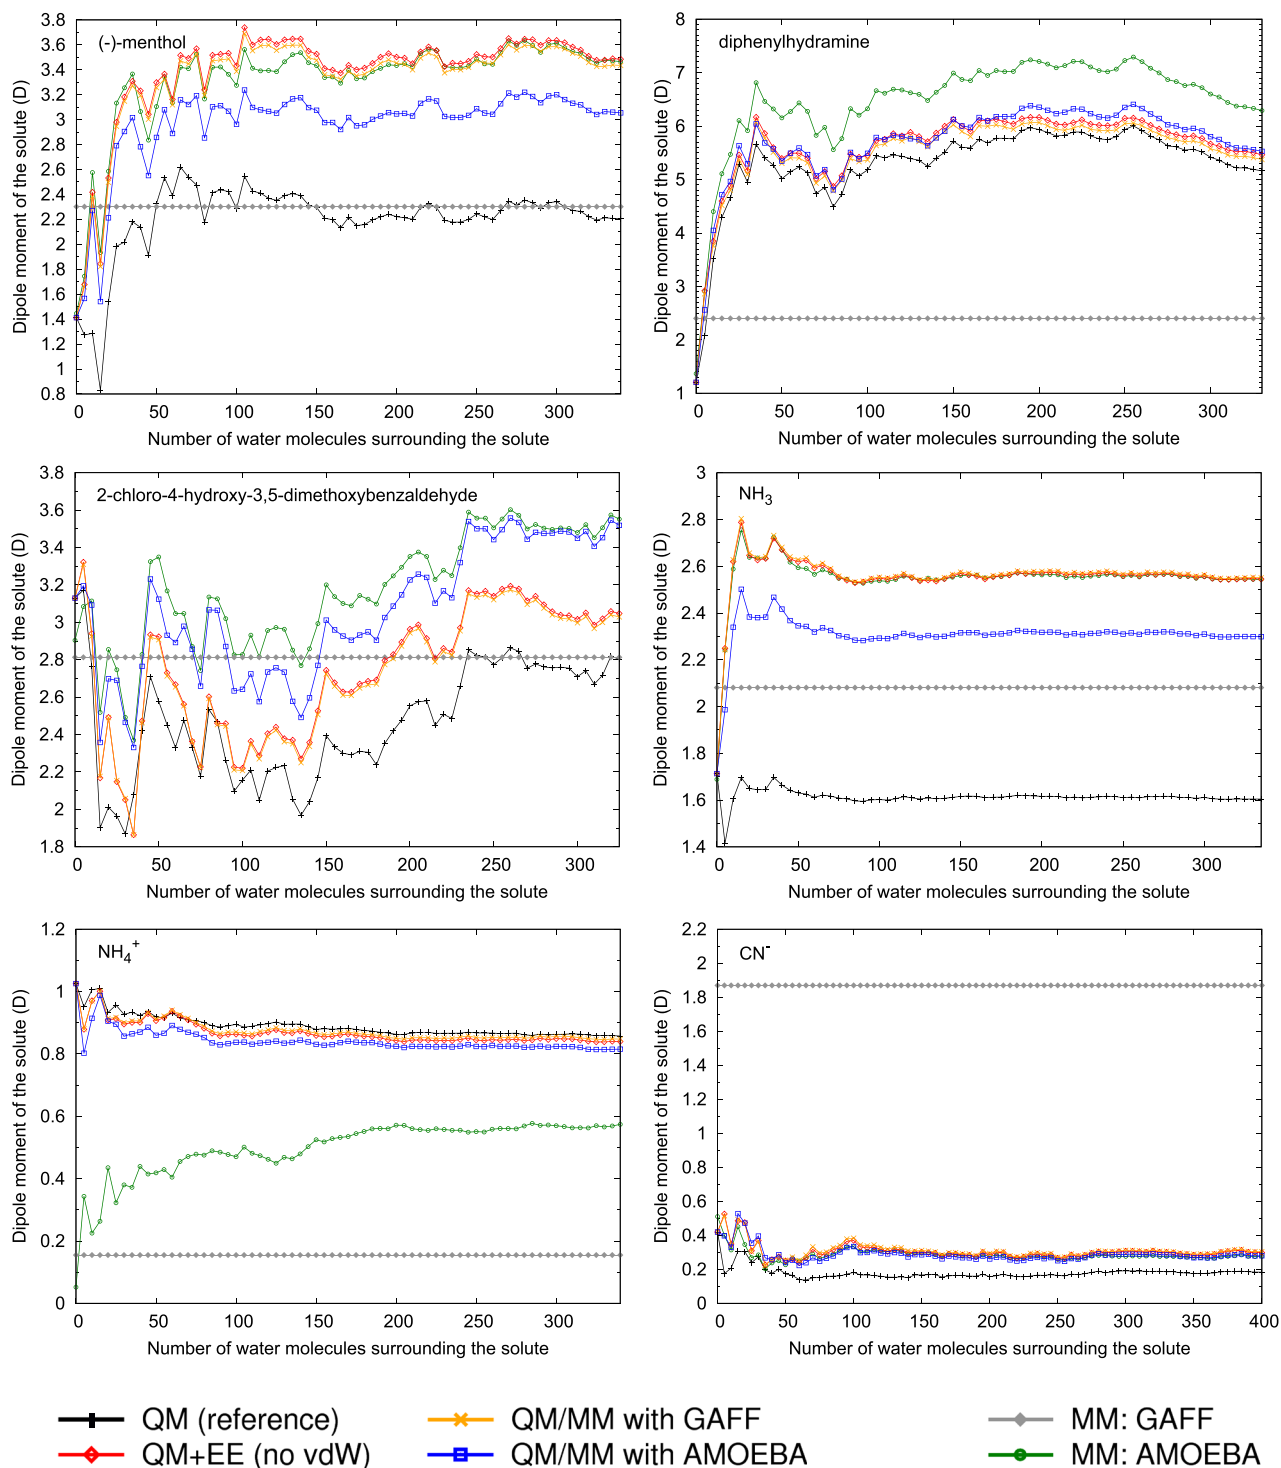 (-)-menthol
Dipole moment of the solute (D)
3.8
3.6
3.4
3.2
3
2.8
2.6
2.4
2.2
2
1.8
1.6
1.4
1.2
1
0.8
0 50 100 150 200 250 300
Number of water molecules surrounding the solute
diphenylhydramine
Dipole moment of the solute (D)
8
7
6
5
4
3
2
1
0 50 100 150 200 250 300
Number of water molecules surrounding the solute
2-chloro-4-hydroxy-3,5-dimethoxybenzaldehyde
Dipole moment of the solute (D)
3.8
3.6
3.4
3.2
3
2.8
2.6
2.4
2.2
2
1.8
0 50 100 150 200 250 300
Number of water molecules surrounding the solute
NH3
Dipole moment of the solute (D)
3
2.8
2.6
2.4
2.2
2
1.8
1.6
1.4
0 50 100 150 200 250 300
Number of water molecules surrounding the solute
NH4+
Dipole moment of the solute (D)
1.2
1
0.8
0.6
0.4
0.2
0
0 50 100 150 200 250 300
Number of water molecules surrounding the solute
CN-
Dipole moment of the solute (D)
2.2
2
1.8
1.6
1.4
1.2
1
0.8
0.6
0.4
0.2
0
0 50 100 150 200 250 300 350 400
Number of water molecules surrounding the solute
QM (reference)
QM/MM with GAFF
MM: GAFF
QM+EE (no vdW)
QM/MM with AMOEBA
MM: AMOEBA